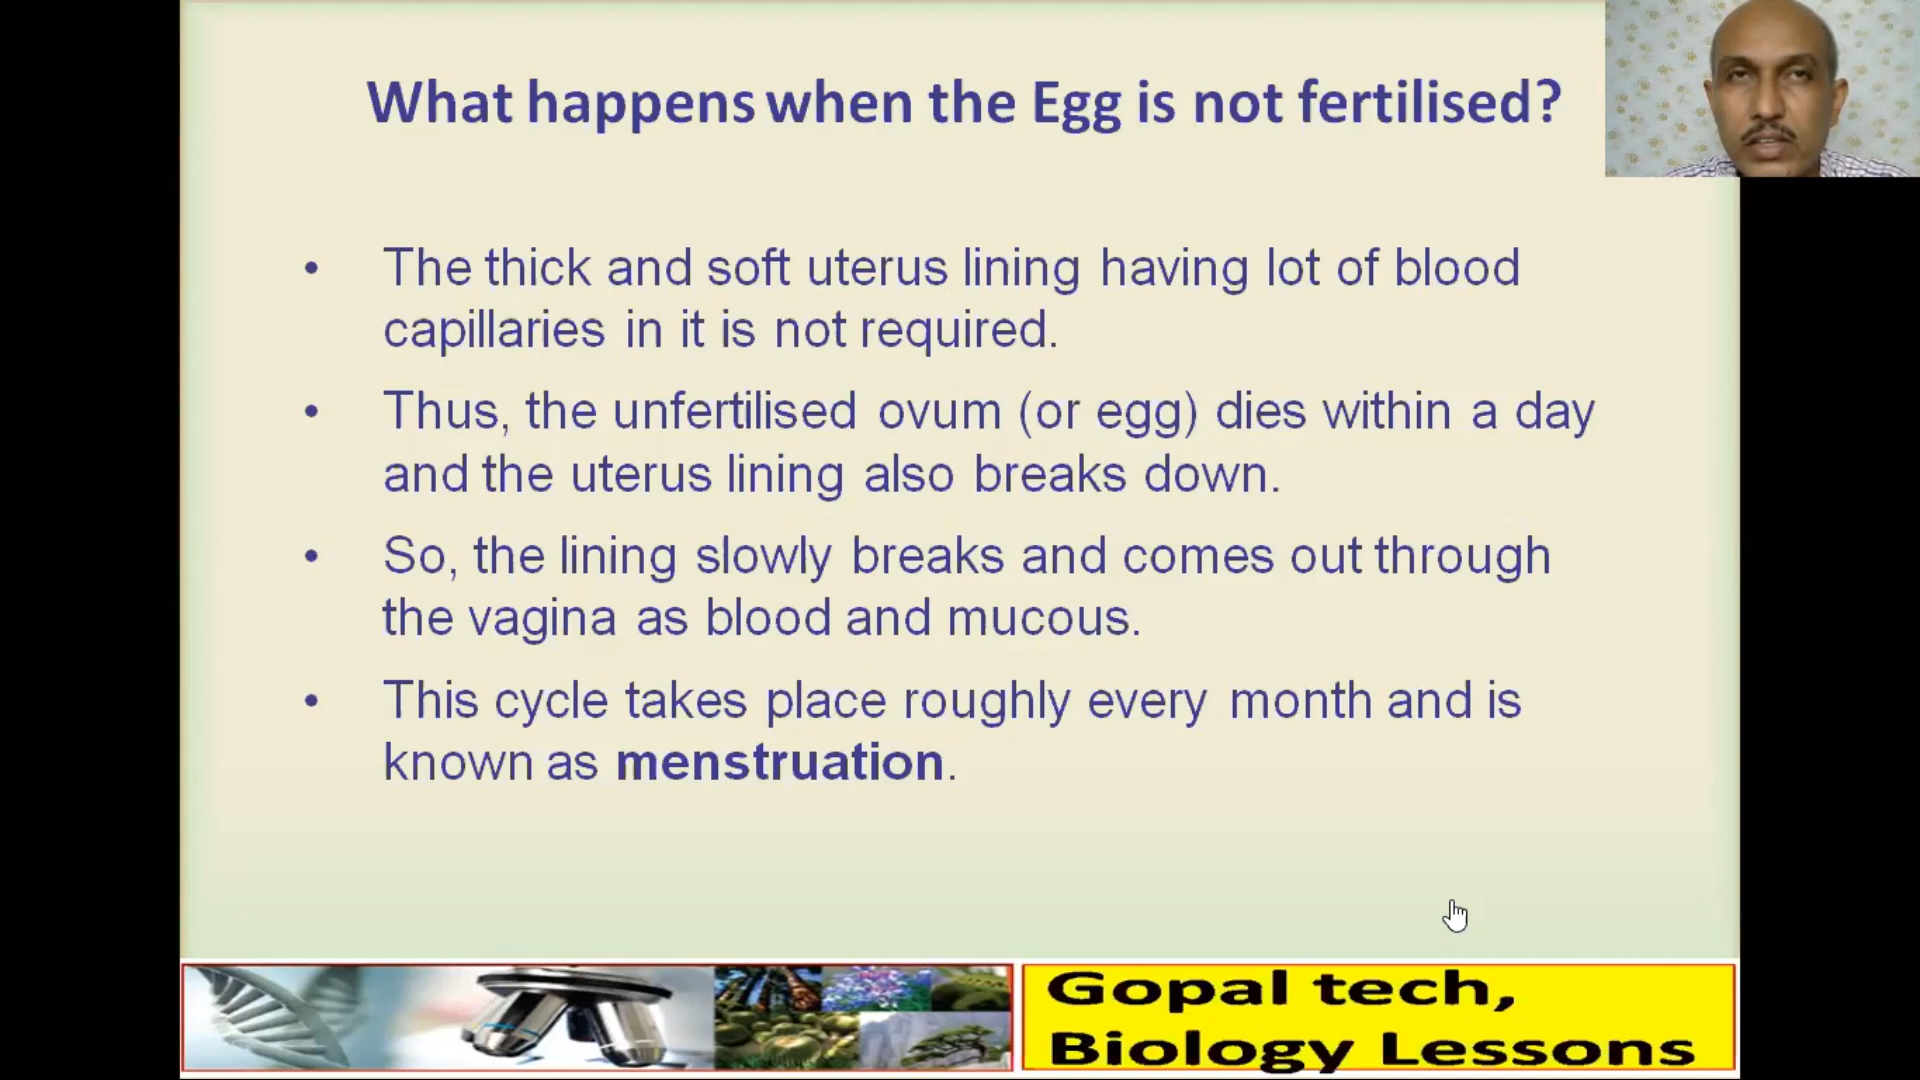 What happens when the Egg is not fertilised?
• The thick and soft uterus lining having lot of blood
capillaries in it is not required.
• Thus, the unfertilised ovum (or egg) dies within a day
and the uterus lining also breaks down.
• So, the lining slowly breaks and comes out through
the vagina as blood and mucous.
• This cycle takes place roughly every month and is
known as menstruation.
Gopal tech,
Biology Lessons